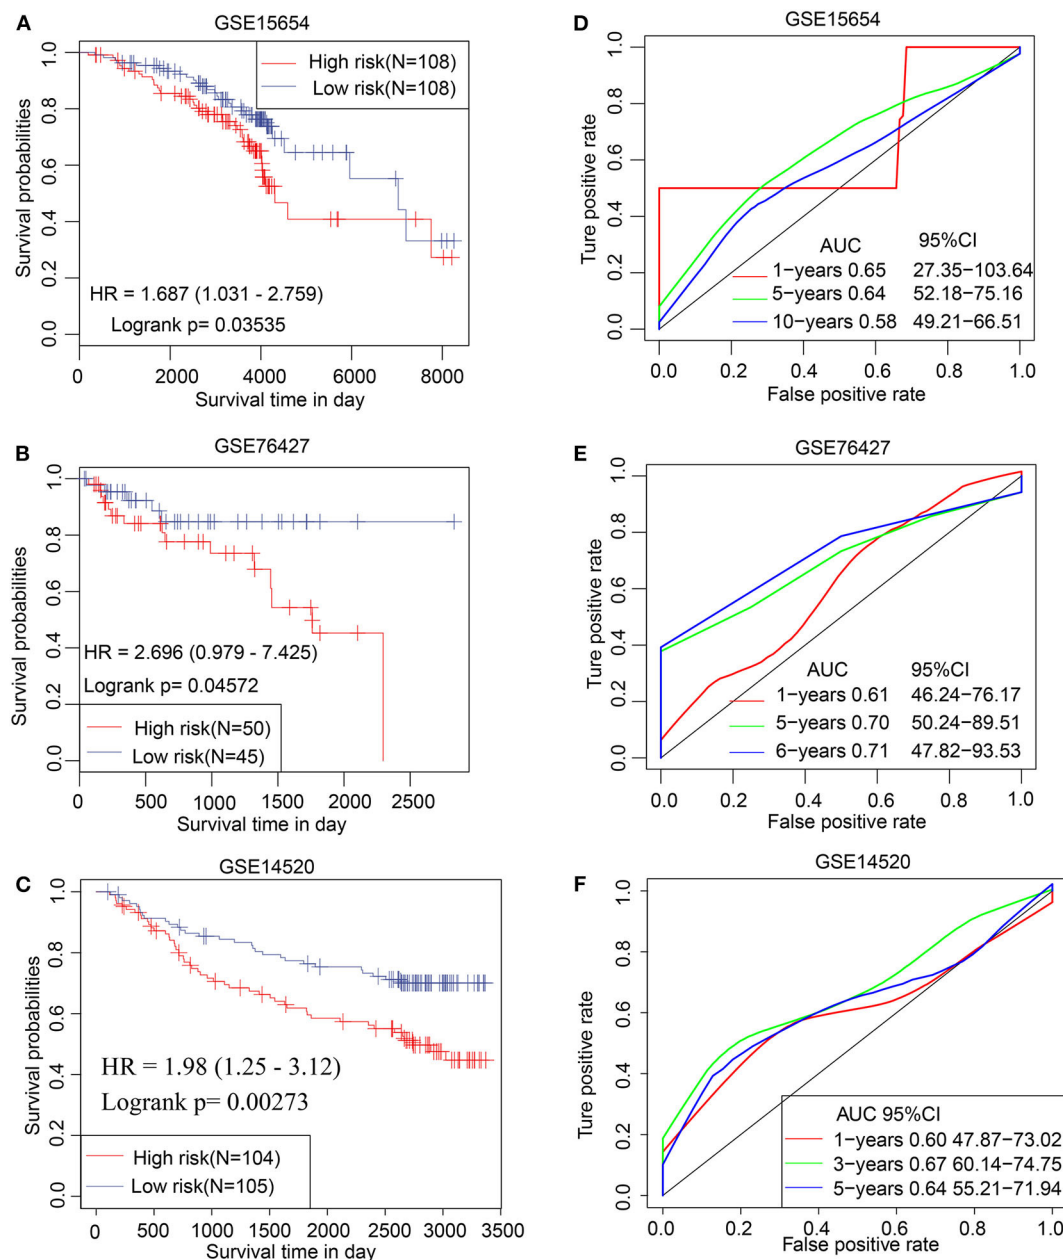 A
GSE15654
Survival probabilities
1.0
0.8
0.6
0.4
0.2
0.0
High risk(N=108)
Low risk(N=108)
HR = 1.687 (1.031 - 2.759)
Logrank p= 0.03535
0 2000 4000 6000 8000
Survival time in day
D
GSE15654
Ture positive rate
1.0
0.8
0.6
0.4
0.2
0.0
AUC 95%CI
1-years 0.65 27.35-103.64
5-years 0.64 52.18-75.16
10-years 0.58 49.21-66.51
0.0 0.2 0.4 0.6 0.8 1.0
False positive rate
B
GSE76427
Survival probabilities
1.0
0.8
0.6
0.4
0.2
0.0
HR = 2.696 (0.979 - 7.425)
Logrank p= 0.04572
High risk(N=50)
Low risk(N=45)
0 500 1000 1500 2000 2500
Survival time in day
E
GSE76427
Ture positive rate
1.0
0.8
0.6
0.4
0.2
0.0
AUC 95%CI
1-years 0.61 46.24-76.17
5-years 0.70 50.24-89.51
6-years 0.71 47.82-93.53
0.0 0.2 0.4 0.6 0.8 1.0
False positive rate
C
GSE14520
Survival probabilities
1.0
0.8
0.6
0.4
0.2
0.0
HR = 1.98 (1.25 - 3.12)
Logrank p= 0.00273
High risk(N=104)
Low risk(N=105)
0 500 1000 1500 2000 2500 3000 3500
Survival time in day
F
GSE14520
Ture positive rate
1.0
0.8
0.6
0.4
0.2
0.0
AUC 95%CI
1-years 0.60 47.87-73.02
3-years 0.67 60.14-74.75
5-years 0.64 55.21-71.94
0.0 0.2 0.4 0.6 0.8 1.0
False positive rate